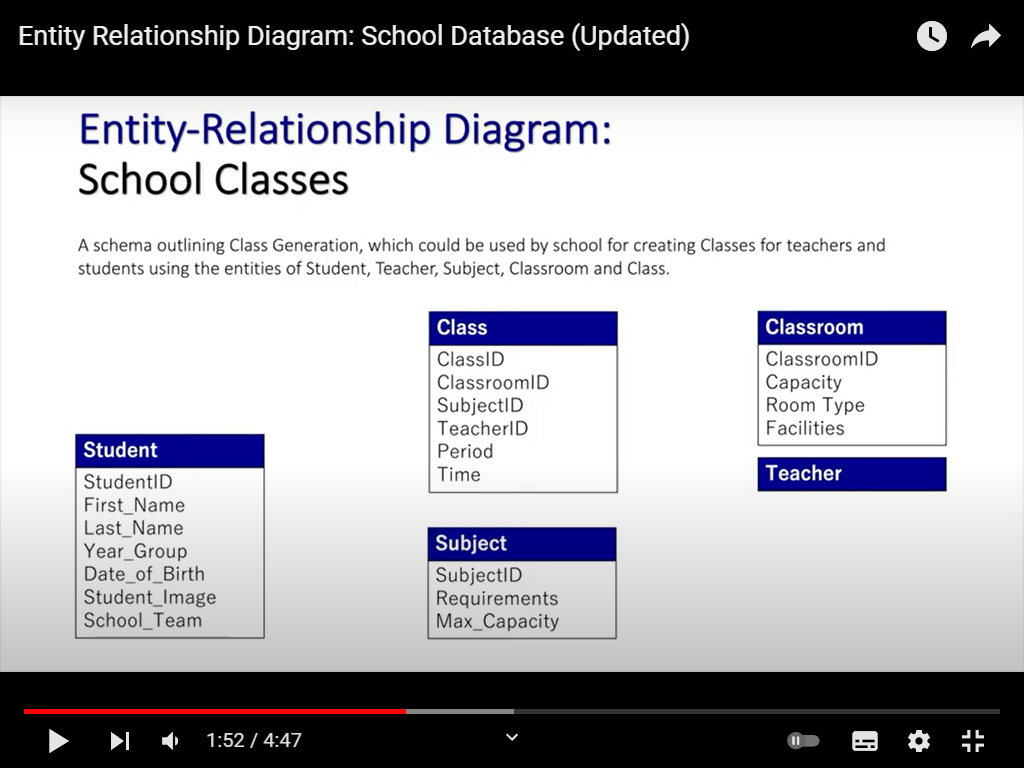 Entity Relationship Diagram: School Database (Updated)
Entity-Relationship Diagram:
School Classes
A schema outlining Class Generation, which could be used by school for creating Classes for teachers and
students using the entities of Student, Teacher, Subject, Classroom and Class.
Class
ClassID
ClassroomID
SubjectID
TeacherID
Period
Time
Classroom
ClassroomID
Capacity
Room Type
Facilities
Teacher
Student
StudentID
First_Name
Last_Name
Year_Group
Date_of_Birth
Student_Image
School_Team
Subject
SubjectID
Requirements
Max_Capacity
1:52 / 4:47